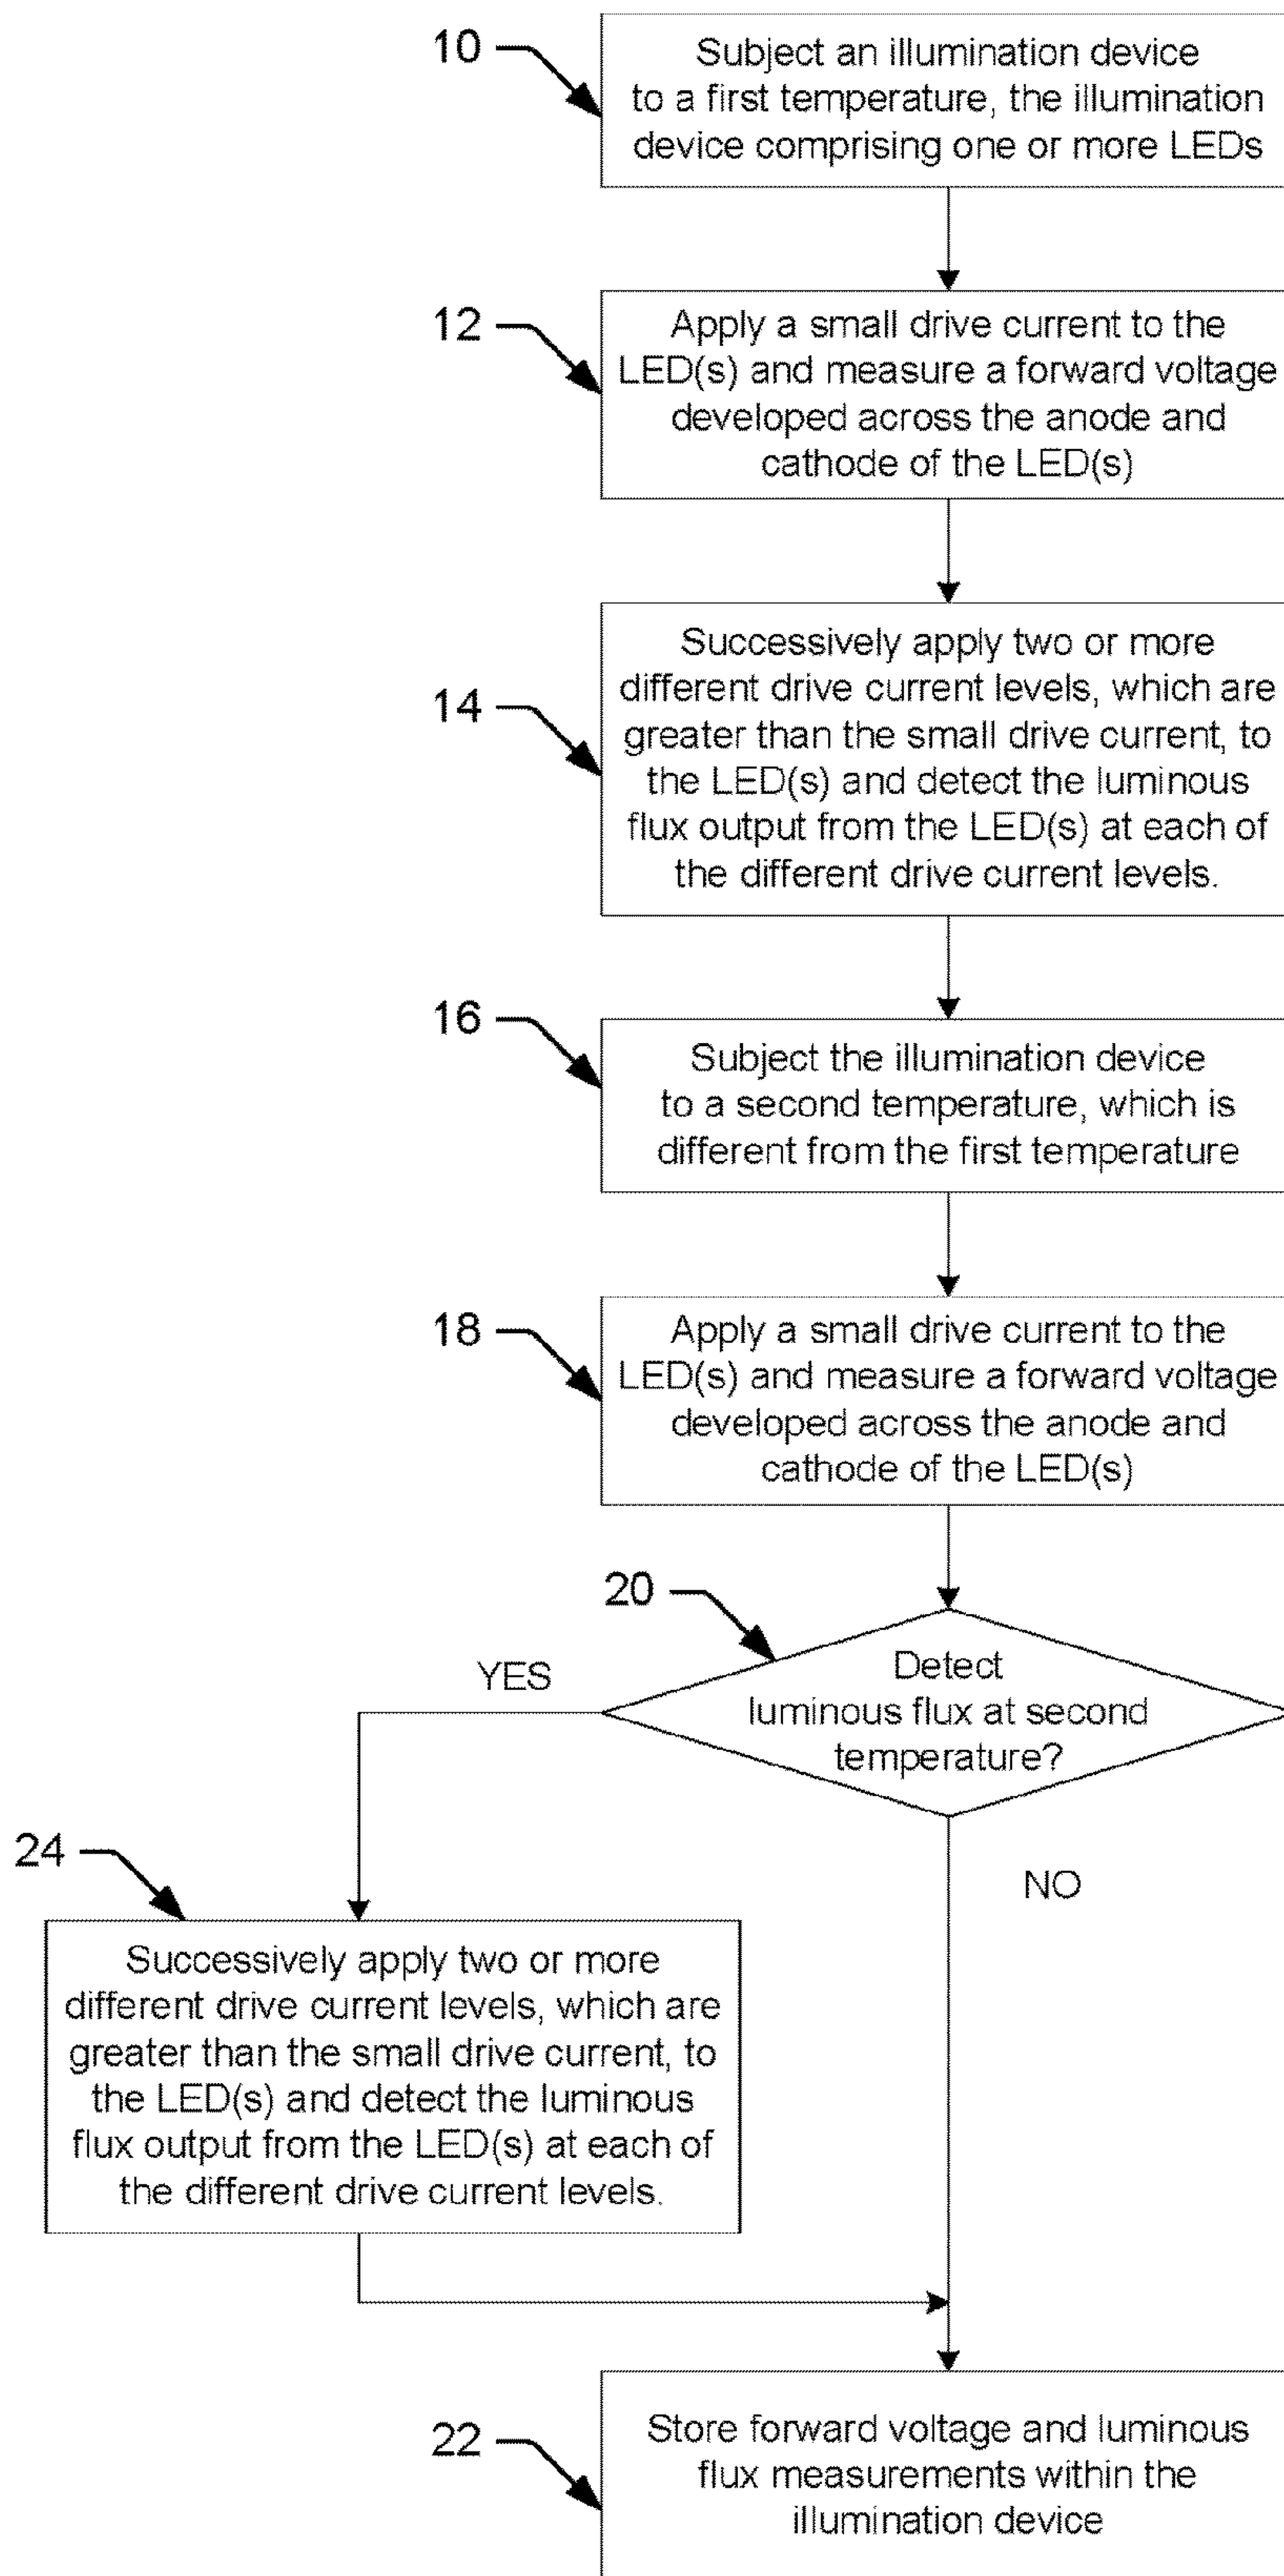 10
Subject an illumination device
to a first temperature, the illumination
device comprising one or more LEDs
12
Apply a small drive current to the
LED(s) and measure a forward voltage
developed across the anode and
cathode of the LED(s)
14
Successively apply two or more
different drive current levels, which are
greater than the small drive current, to
the LED(s) and detect the luminous
flux output from the LED(s) at each of
the different drive current levels.
16
Subject the illumination device
to a second temperature, which is
different from the first temperature
18
Apply a small drive current to the
LED(s) and measure a forward voltage
developed across the anode and
cathode of the LED(s)
20
Detect
luminous flux at second
temperature?
YES
NO
24
Successively apply two or more
different drive current levels, which are
greater than the small drive current, to
the LED(s) and detect the luminous
flux output from the LED(s) at each of
the different drive current levels.
22
Store forward voltage and luminous
flux measurements within the
illumination device